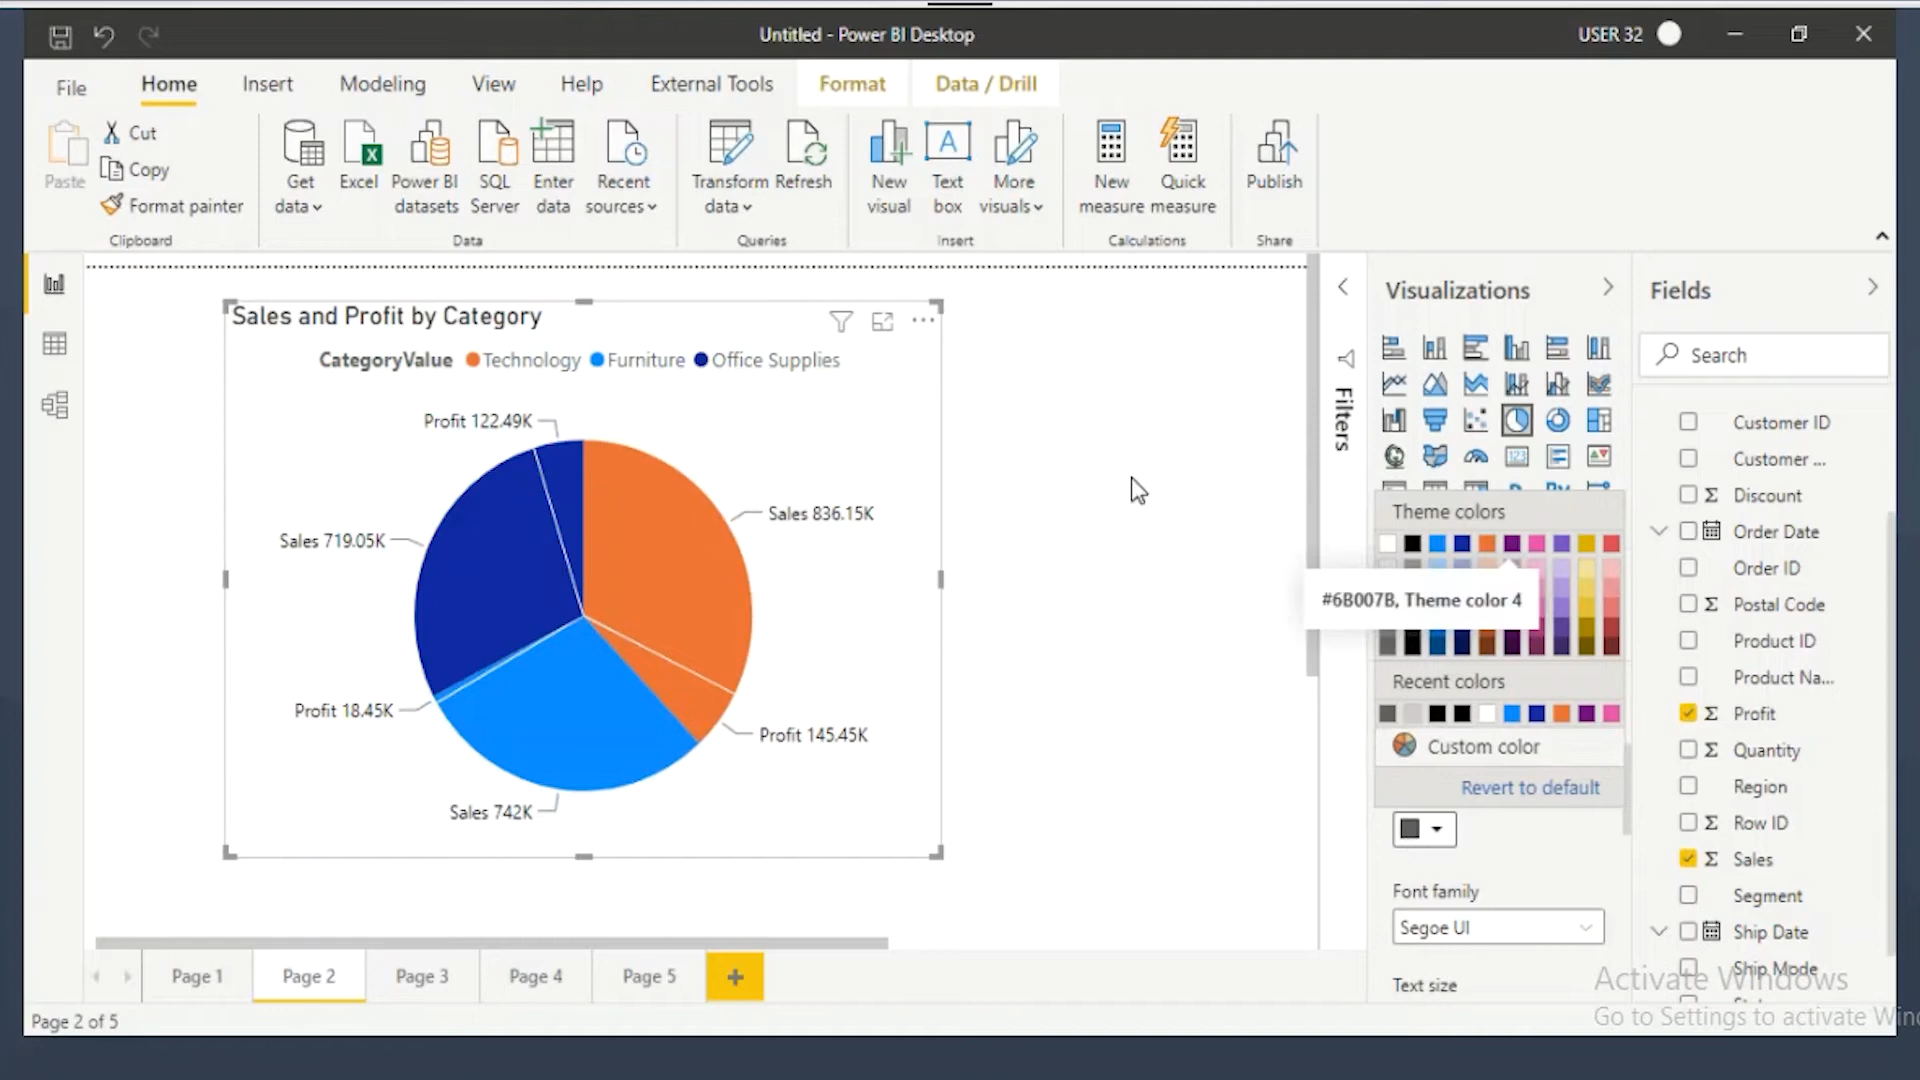 Untitled - Power BI Desktop
USER 32
File
Home
Insert
Modeling
View
Help
External Tools
Format
Data / Drill
Paste
Cut
Copy
Format painter
Clipboard
Get data
Excel
Power BI datasets
SQL Server
Enter data
Recent sources
Data
Transform data
Refresh
Queries
New visual
Text box
More visuals
Insert
New measure
Quick measure
Calculations
Publish
Share
Sales and Profit by Category
CategoryValue Technology Furniture Office Supplies
Profit 122.49K
Sales 836.15K
Sales 719.05K
Profit 18.45K
Profit 145.45K
Sales 742K
Filters
Visualizations
Theme colors
#6B007B, Theme color 4
Recent colors
Custom color
Revert to default
Font family
Segoe UI
Text size
Fields
Search
Customer ID
Customer ...
Discount
Order Date
Order ID
Postal Code
Product ID
Product Na...
Profit
Quantity
Region
Row ID
Sales
Segment
Ship Date
Ship Mode
Activate Windows
Go to Settings to activate Win
Page 1
Page 2
Page 3
Page 4
Page 5
Page 2 of 5